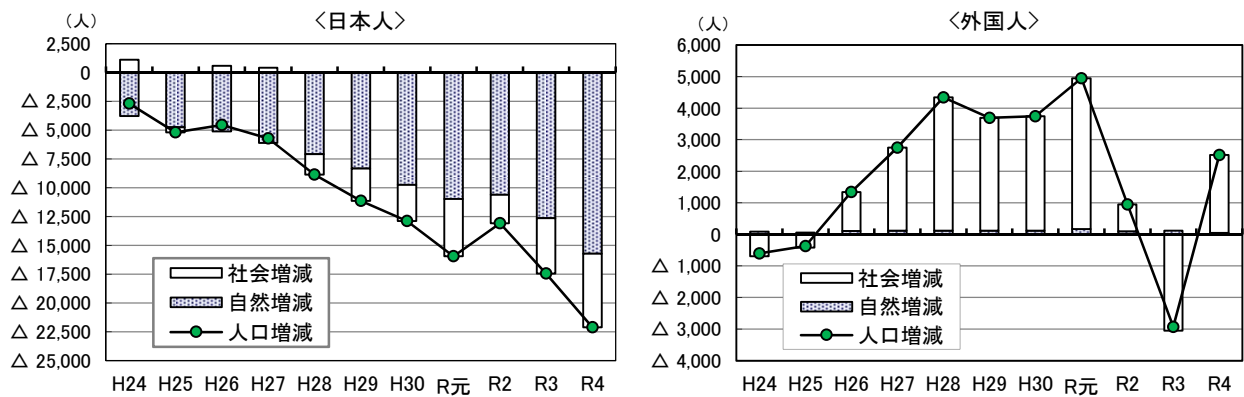 〈日本人〉
(人)
2,500
0
△ 2,500
△ 5,000
△ 7,500
△ 10,000
△ 12,500
△ 15,000
△ 17,500
△ 20,000
△ 22,500
△ 25,000
社会増減
自然増減
人口増減
H24 H25 H26 H27 H28 H29 H30 R元 R2 R3 R4
〈外国人〉
(人)
6,000
5,000
4,000
3,000
2,000
1,000
0
△ 1,000
△ 2,000
△ 3,000
△ 4,000
社会増減
自然増減
人口増減
H24 H25 H26 H27 H28 H29 H30 R元 R2 R3 R4